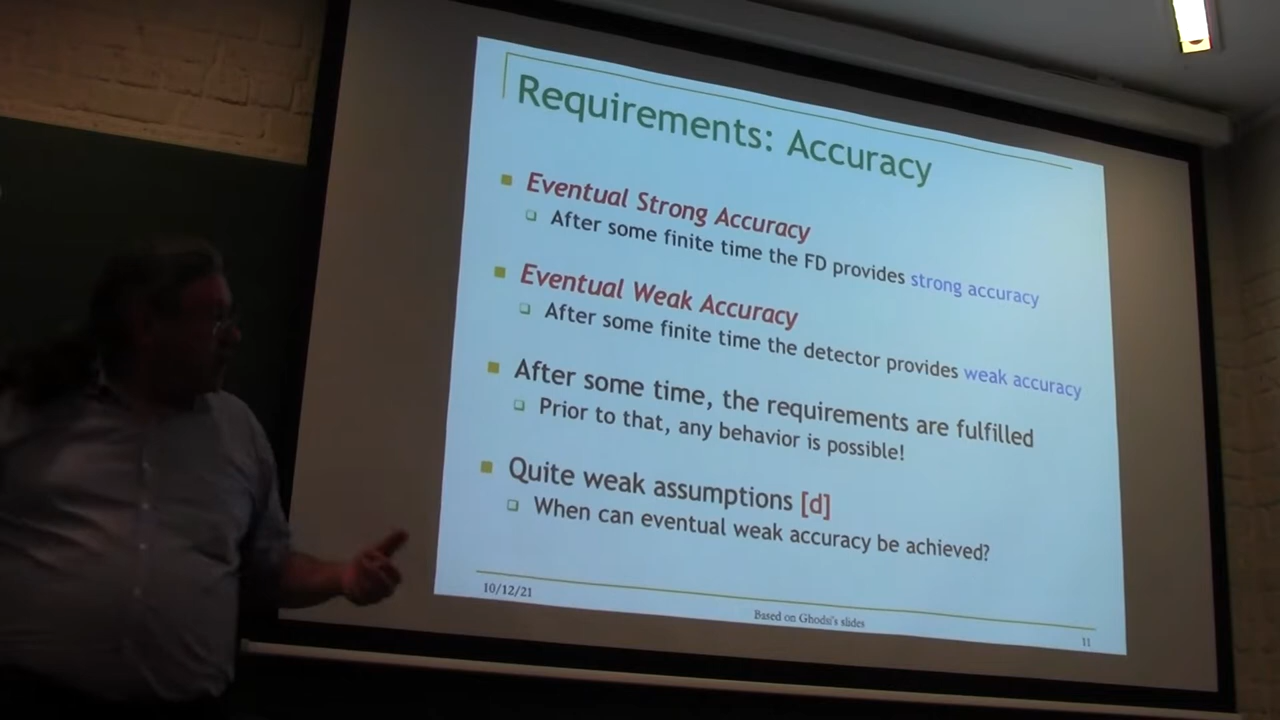 Requirements: Accuracy
Eventual Strong Accuracy
After some finite time the FD provides strong accuracy
Eventual Weak Accuracy
After some finite time the detector provides weak accuracy
After some time, the requirements are fulfilled
Prior to that, any behavior is possible!
Quite weak assumptions [d]
When can eventual weak accuracy be achieved?
10/12/21
Based on Ghodsi's slides
11